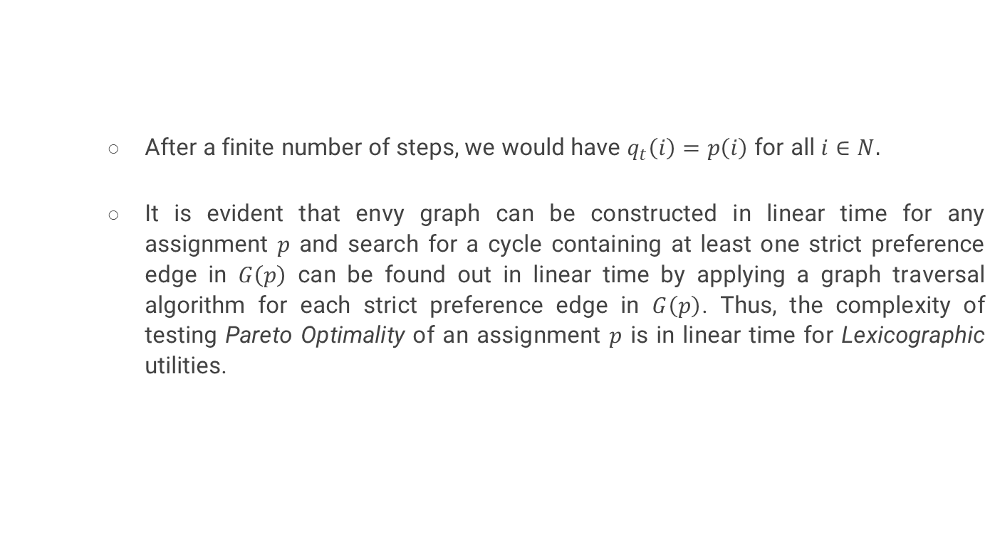 ○ After a finite number of steps, we would have qₜ(i) = p(i) for all i ∈ N.
○ It is evident that envy graph can be constructed in linear time for any
assignment p and search for a cycle containing at least one strict preference
edge in G(p) can be found out in linear time by applying a graph traversal
algorithm for each strict preference edge in G(p). Thus, the complexity of
testing Pareto Optimality of an assignment p is in linear time for Lexicographic
utilities.